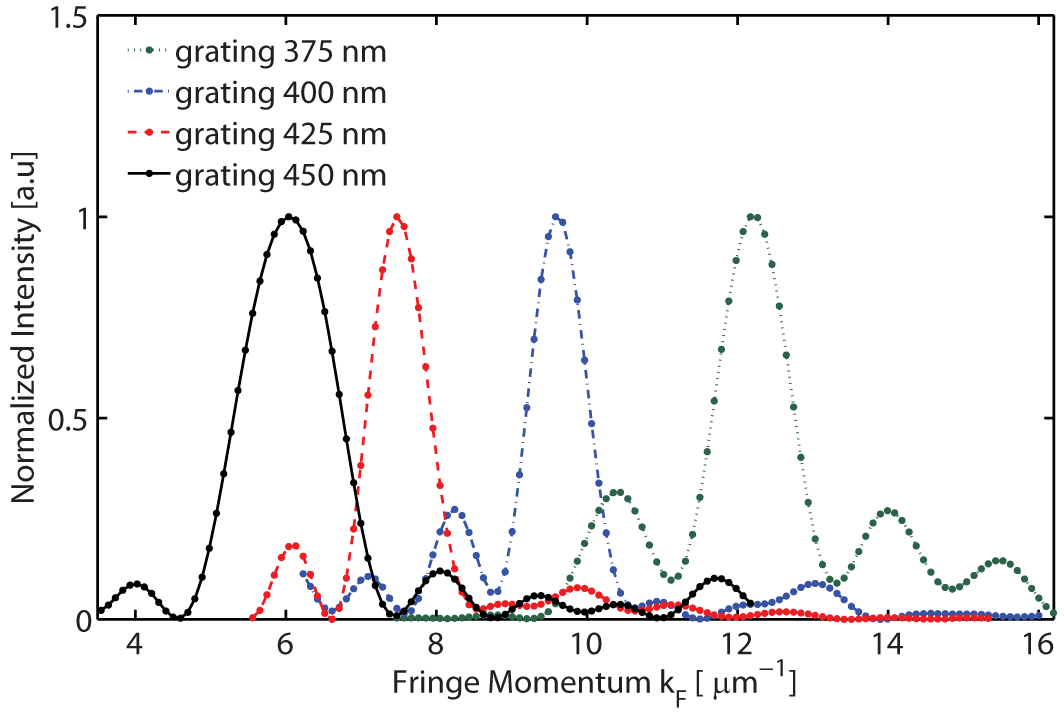 1.5
grating 375 nm
grating 400 nm
grating 425 nm
grating 450 nm
Normalized Intensity [a.u]
1
0.5
0
4 6 8 10 12 14 16
Fringe Momentum k_F [ μm⁻¹]